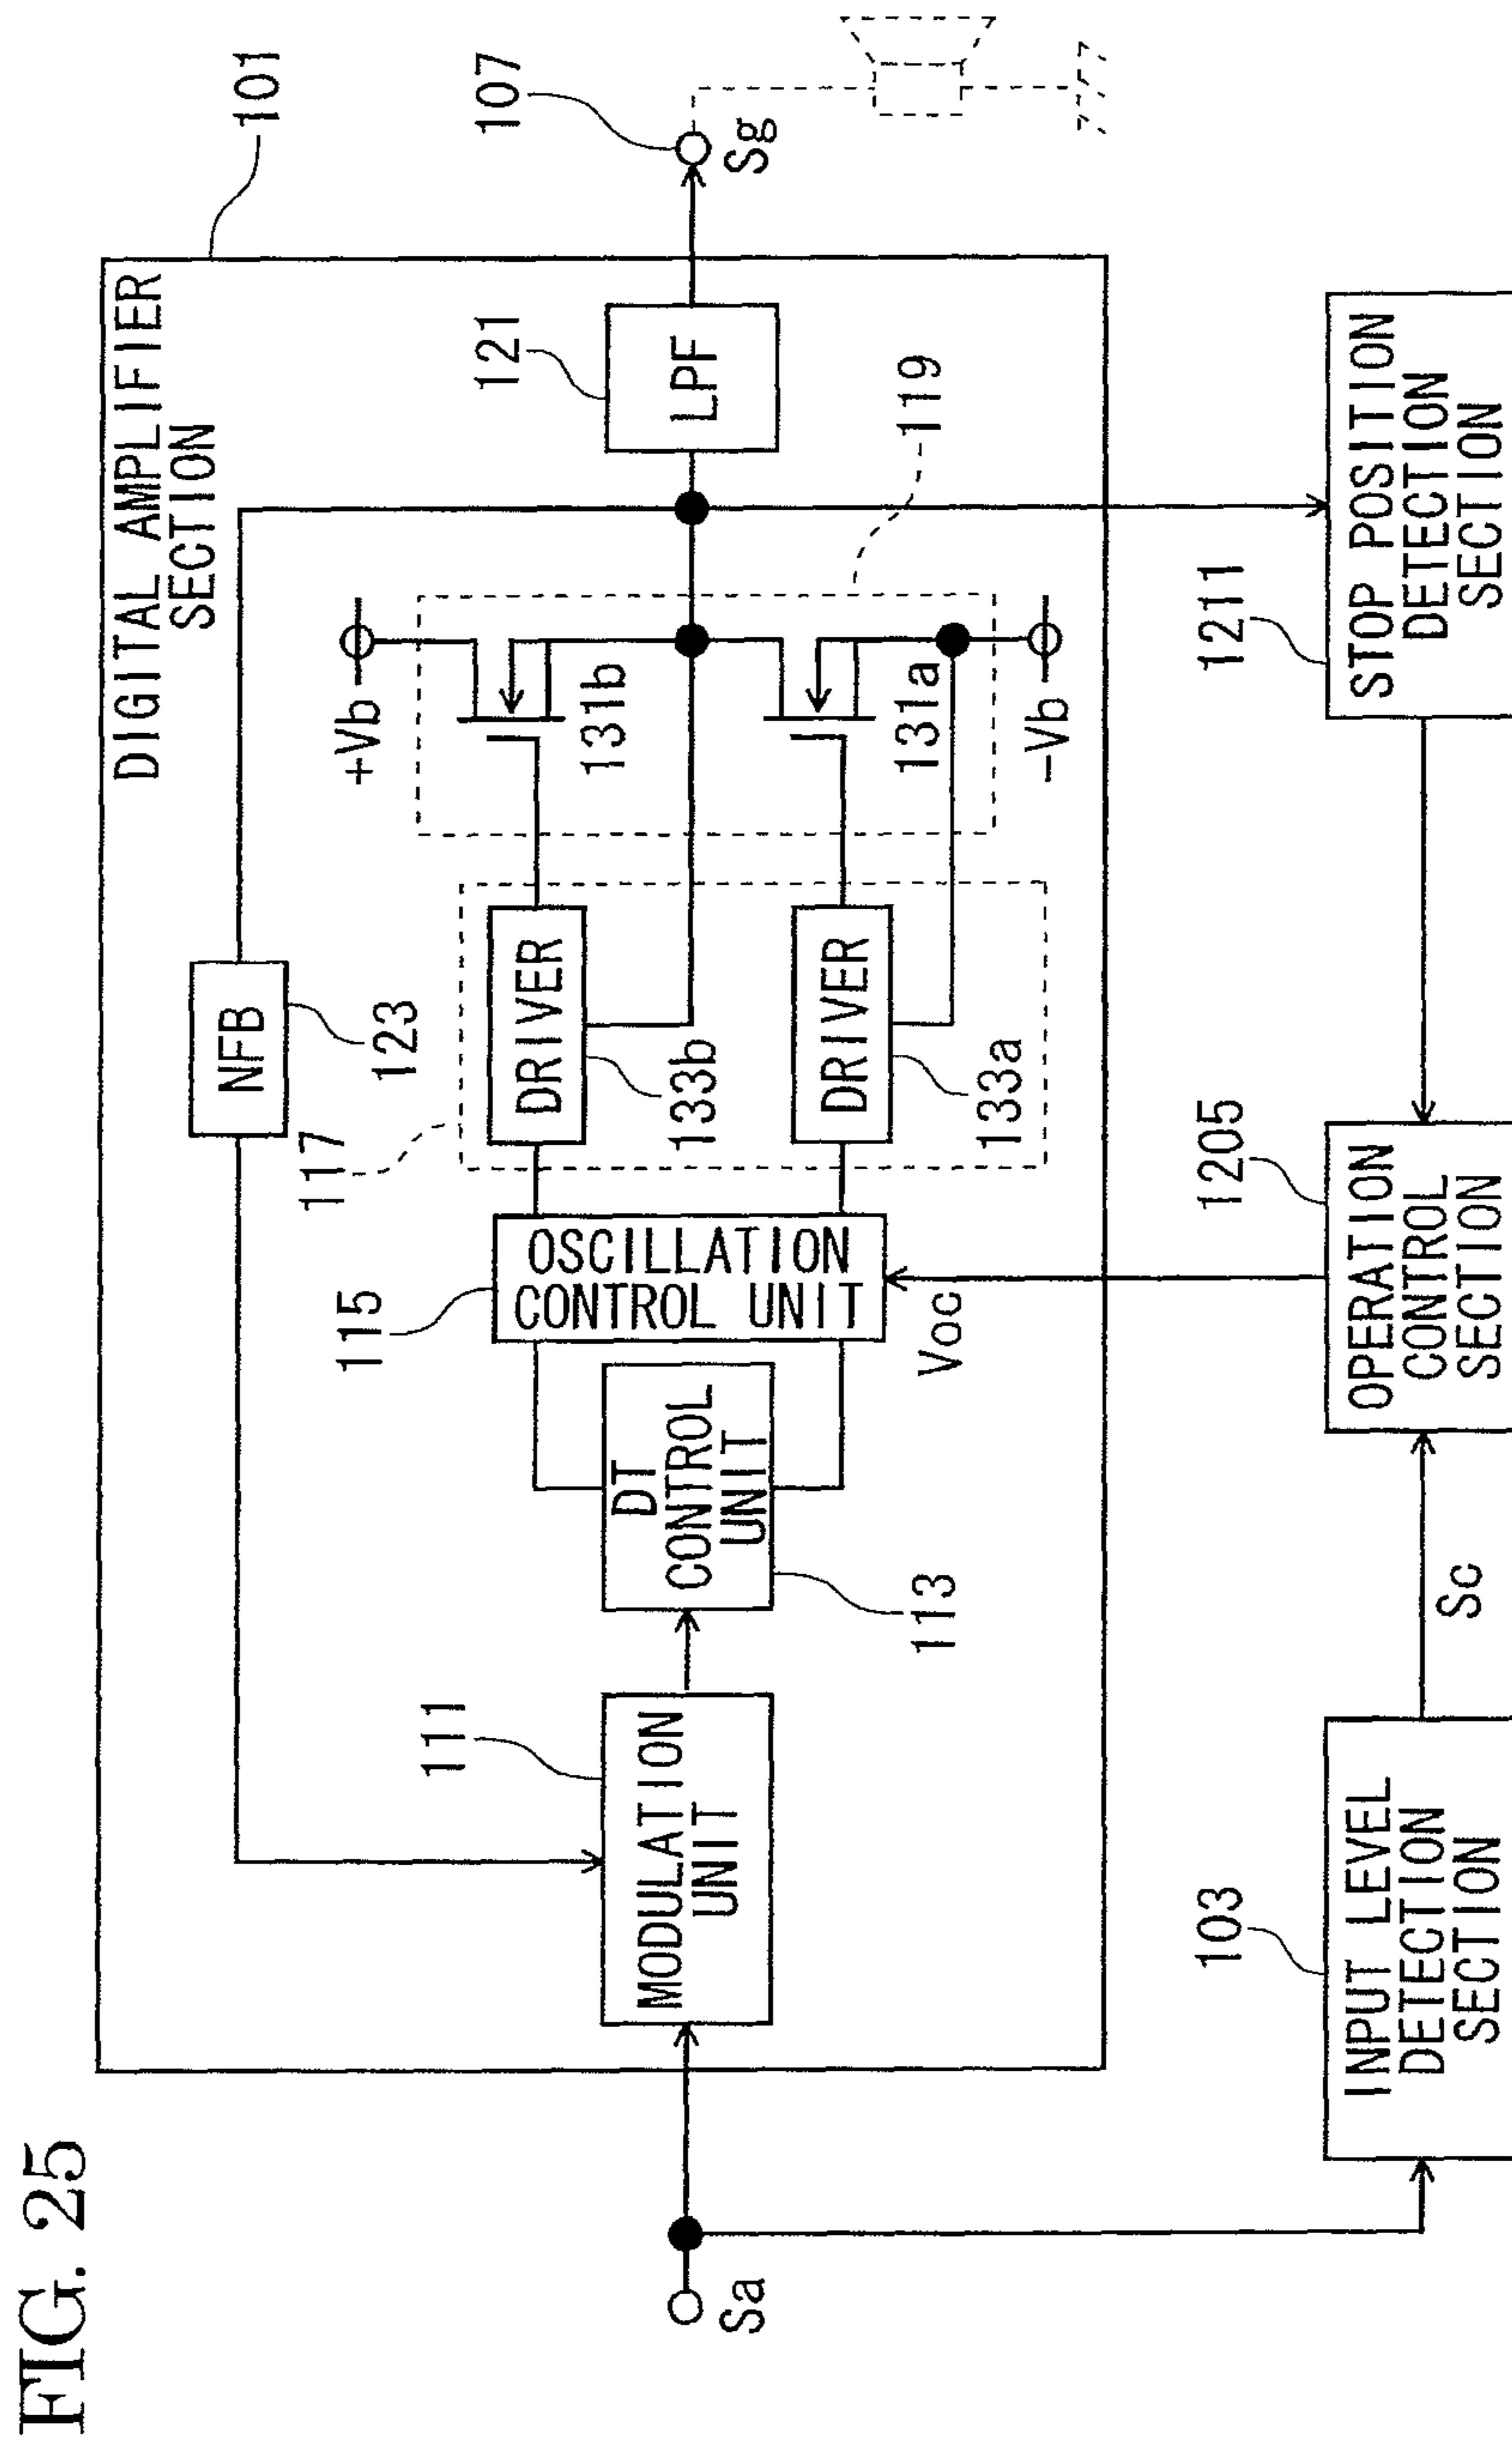 FIG. 25
DIGITAL AMPLIFIER
SECTION
101
NFB
123
117
+Vb
119
121
LPF
107
Sg
115
OSCILLATION
CONTROL UNIT
DRIVER
133b
131b
DRIVER
133a
131a
-Vb
111
MODULATION
UNIT
DT
CONTROL
UNIT
113
Voc
Sa
103
INPUT LEVEL
DETECTION
SECTION
Sc
1205
OPERATION
CONTROL
SECTION
1211
STOP POSITION
DETECTION
SECTION